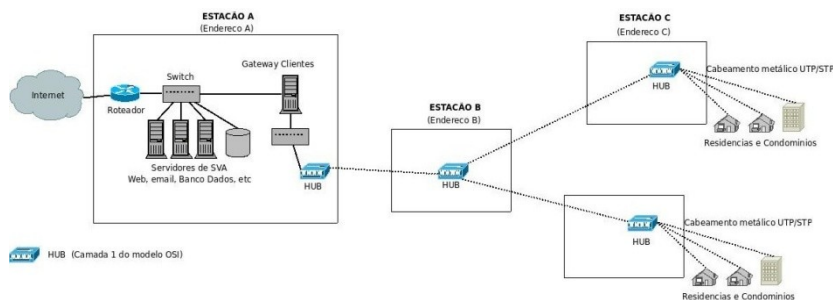 ESTACÃO A
(Endereco A)
Internet
Roteador
Switch
Gateway Clientes
Servidores de SVA
Web, email, Banco Dados, etc
HUB
ESTACÃO B
(Endereco B)
HUB
ESTACÃO C
(Endereco C)
HUB
Cabeamento metálico UTP/STP
Residencias e Condomínios
HUB
Cabeamento metálico UTP/STP
Residencias e Condominios
HUB (Camada 1 do modelo OSI)